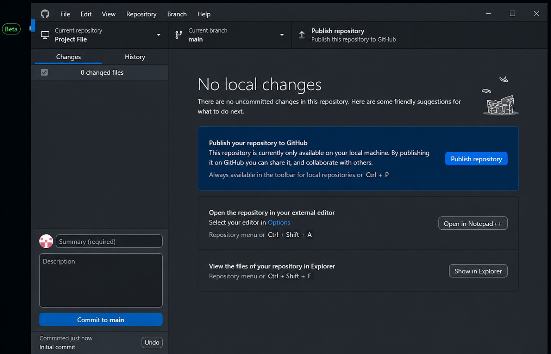 Beta
File Edit View Repository Branch Help
Current repository
Project File
Current branch
main
Publish repository
Publish this repository to GitHub
Changes History
0 changed files
No local changes
There are no uncommitted changes in this repository. Here are some friendly suggestions for
what to do next.
Publish your repository to GitHub
This repository is currently only available on your local machine. By publishing
it on GitHub you can share it, and collaborate with others.
Always available in the toolbar for local repositories or Ctrl + P
Publish repository
Open the repository in your external editor
Select your editor in Options
Repository menu or Ctrl + Shift + A
Open in Notepad++
View the files of your repository in Explorer
Repository menu or Ctrl + Shift + F
Show in Explorer
Summary (required)
Description
Commit to main
Committed just now
Initial commit
Undo